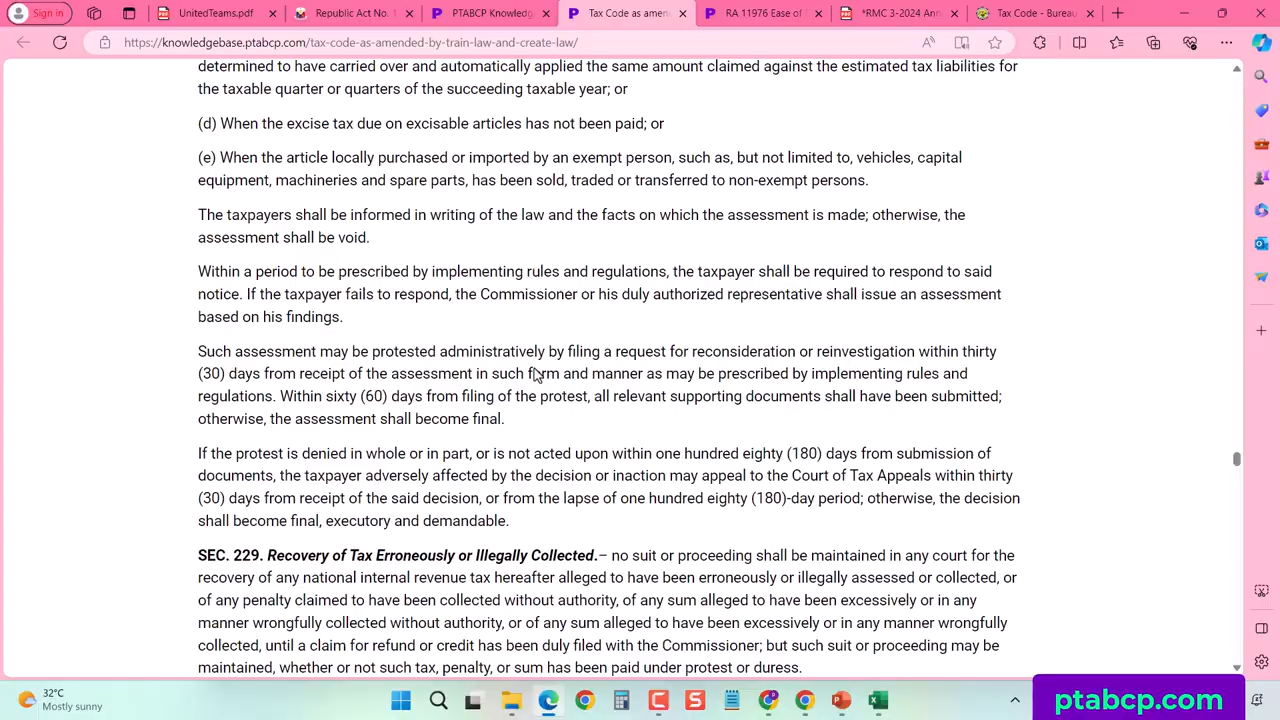 Sign in
UnitedTeams.pdf
Republic Act No. 1
PTABCP Knowledg
Tax Code as amen
RA 11976 Ease of
*RMC 3-2024 Ann
Tax Code - Bureau
https://knowledgebase.ptabcp.com/tax-code-as-amended-by-train-law-and-create-law/
determined to have carried over and automatically applied the same amount claimed against the estimated tax liabilities for
the taxable quarter or quarters of the succeeding taxable year; or
(d) When the excise tax due on excisable articles has not been paid; or
(e) When the article locally purchased or imported by an exempt person, such as, but not limited to, vehicles, capital
equipment, machineries and spare parts, has been sold, traded or transferred to non-exempt persons.
The taxpayers shall be informed in writing of the law and the facts on which the assessment is made; otherwise, the
assessment shall be void.
Within a period to be prescribed by implementing rules and regulations, the taxpayer shall be required to respond to said
notice. If the taxpayer fails to respond, the Commissioner or his duly authorized representative shall issue an assessment
based on his findings.
Such assessment may be protested administratively by filing a request for reconsideration or reinvestigation within thirty
(30) days from receipt of the assessment in such form and manner as may be prescribed by implementing rules and
regulations. Within sixty (60) days from filing of the protest, all relevant supporting documents shall have been submitted;
otherwise, the assessment shall become final.
If the protest is denied in whole or in part, or is not acted upon within one hundred eighty (180) days from submission of
documents, the taxpayer adversely affected by the decision or inaction may appeal to the Court of Tax Appeals within thirty
(30) days from receipt of the said decision, or from the lapse of one hundred eighty (180)-day period; otherwise, the decision
shall become final, executory and demandable.
SEC. 229. Recovery of Tax Erroneously or Illegally Collected.– no suit or proceeding shall be maintained in any court for the
recovery of any national internal revenue tax hereafter alleged to have been erroneously or illegally assessed or collected, or
of any penalty claimed to have been collected without authority, of any sum alleged to have been excessively or in any
manner wrongfully collected without authority, or of any sum alleged to have been excessively or in any manner wrongfully
collected, until a claim for refund or credit has been duly filed with the Commissioner; but such suit or proceeding may be
maintained, whether or not such tax, penalty, or sum has been paid under protest or duress.
32°C
Mostly sunny
ptabcp.com